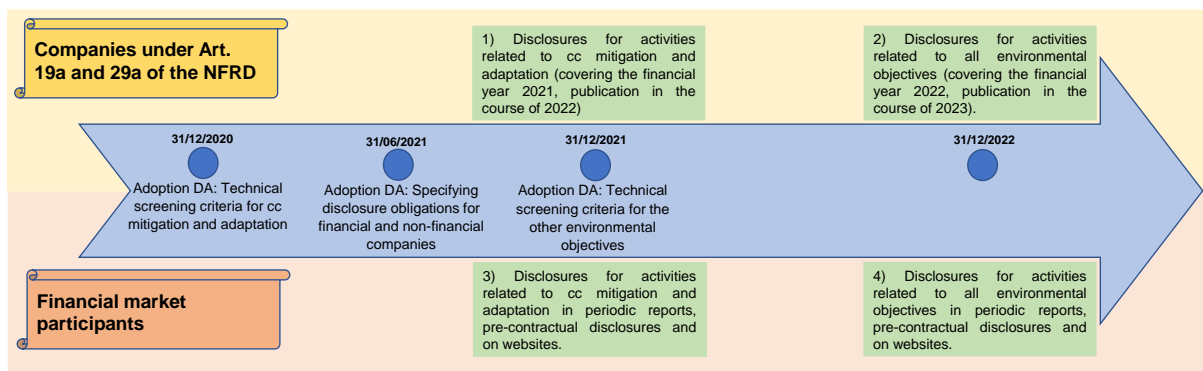 Companies under Art.
19a and 29a of the NFRD
1) Disclosures for activities
related to cc mitigation and
adaptation (covering the financial
year 2021, publication in the
course of 2022)
2) Disclosures for activities
related to all environmental
objectives (covering the financial
year 2022, publication in the
course of 2023).
31/12/2020
Adoption DA: Technical
screening criteria for cc
mitigation and adaptation
31/06/2021
Adoption DA: Specifying
disclosure obligations for
financial and non-financial
companies
31/12/2021
Adoption DA: Technical
screening criteria for the
other environmental
objectives
31/12/2022
Financial market
participants
3) Disclosures for activities
related to cc mitigation and
adaptation in periodic reports,
pre-contractual disclosures and
on websites.
4) Disclosures for activities
related to all environmental
objectives in periodic reports,
pre-contractual disclosures and
on websites.